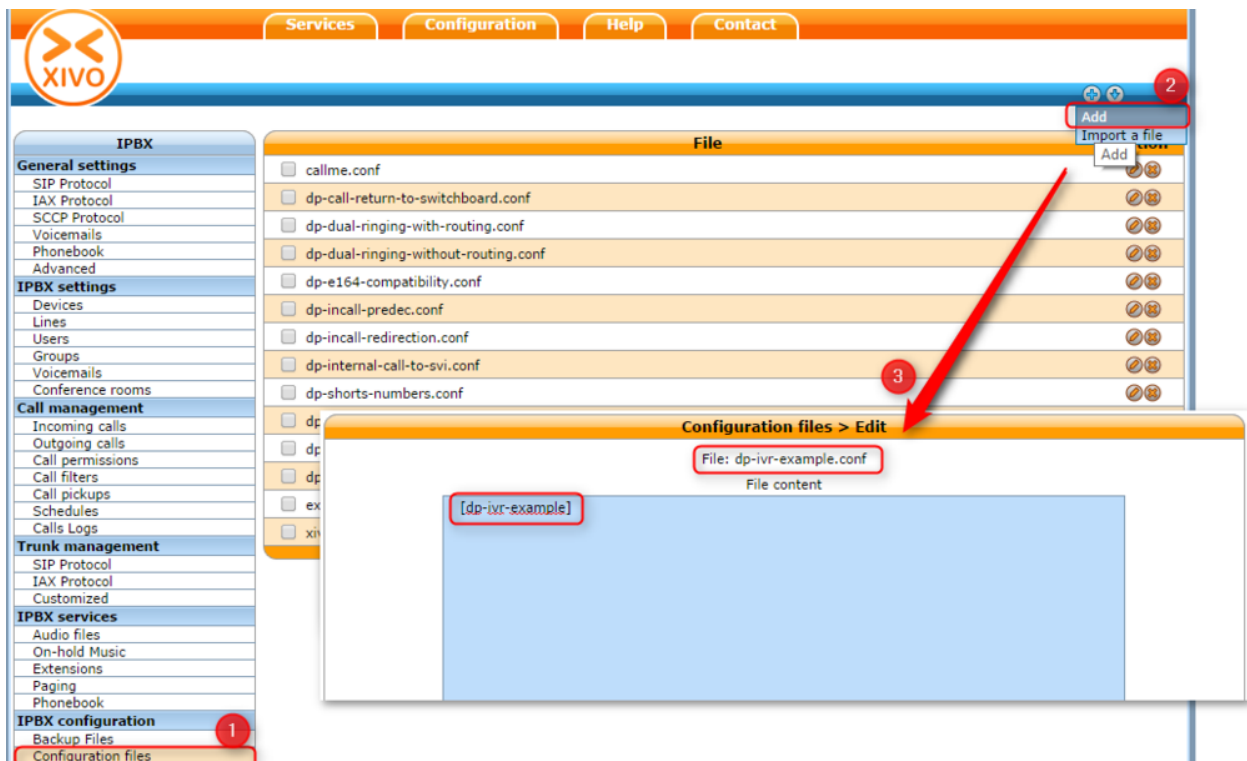 Services Configuration Help Contact
XIVO
2
Add
Import a file
Add
IPBX
General settings
SIP Protocol
IAX Protocol
SCCP Protocol
Voicemails
Phonebook
Advanced
IPBX settings
Devices
Lines
Users
Groups
Voicemails
Conference rooms
Call management
Incoming calls
Outgoing calls
Call permissions
Call filters
Call pickups
Schedules
Calls Logs
Trunk management
SIP Protocol
IAX Protocol
Customized
IPBX services
Audio files
On-hold Music
Extensions
Paging
Phonebook
IPBX configuration
1
Backup Files
Configuration files
File
callme.conf
dp-call-return-to-switchboard.conf
dp-dual-ringing-with-routing.conf
dp-dual-ringing-without-routing.conf
dp-e164-compatibility.conf
dp-incall-predec.conf
dp-incall-redirection.conf
dp-internal-call-to-svi.conf
dp-shorts-numbers.conf
3
Configuration files > Edit
File: dp-ivr-example.conf
File content
[dp-ivr-example]